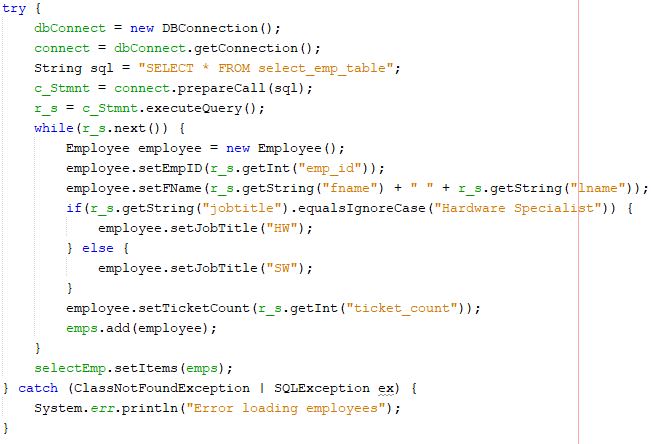 try {
    dbConnect = new DBConnection();
    connect = dbConnect.getConnection();
    String sql = "SELECT * FROM select_emp_table";
    c_Stmnt = connect.prepareCall(sql);
    r_s = c_Stmnt.executeQuery();
    while(r_s.next()) {
        Employee employee = new Employee();
        employee.setEmpID(r_s.getInt("emp_id"));
        employee.setFName(r_s.getString("fname") + " " + r_s.getString("lname"));
        if(r_s.getString("jobtitle").equalsIgnoreCase("Hardware Specialist")) {
            employee.setJobTitle("HW");
        } else {
            employee.setJobTitle("SW");
        }
        employee.setTicketCount(r_s.getInt("ticket_count"));
        emps.add(employee);
    }
    selectEmp.setItems(emps);
} catch (ClassNotFoundException | SQLException ex) {
    System.err.println("Error loading employees");
}